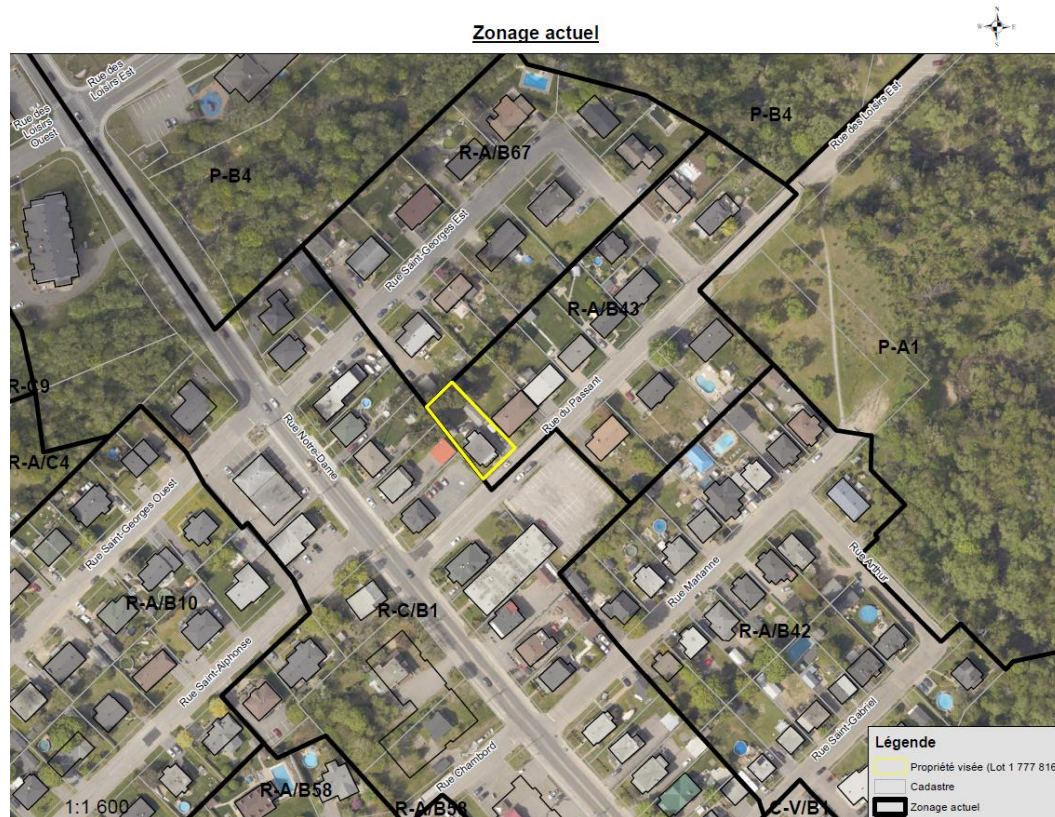 Zonage actuel
N
W E
S
Rue des Loisirs Est
Rue des Loisirs Ouest
P-B4
P-B4
Rue des Loisirs Est
R-A/B67
Rue Saint-Georges Est
R-A/B43
P-A1
R-C9
Rue du Passant
Rue Notre-Dame
R-A/C4
Rue Saint-Georges Ouest
Rue Arthur
Rue Marianne
R-A/B10
R-C/B1
R-A/B42
Rue Saint-Alphonse
Rue Saint-Gabriel
Rue Chambord
R-A/B58
R-A/B58
C-V/B1
1:1 600
Légende
Propriété visée (Lot 1 777 816
Cadastre
Zonage actuel